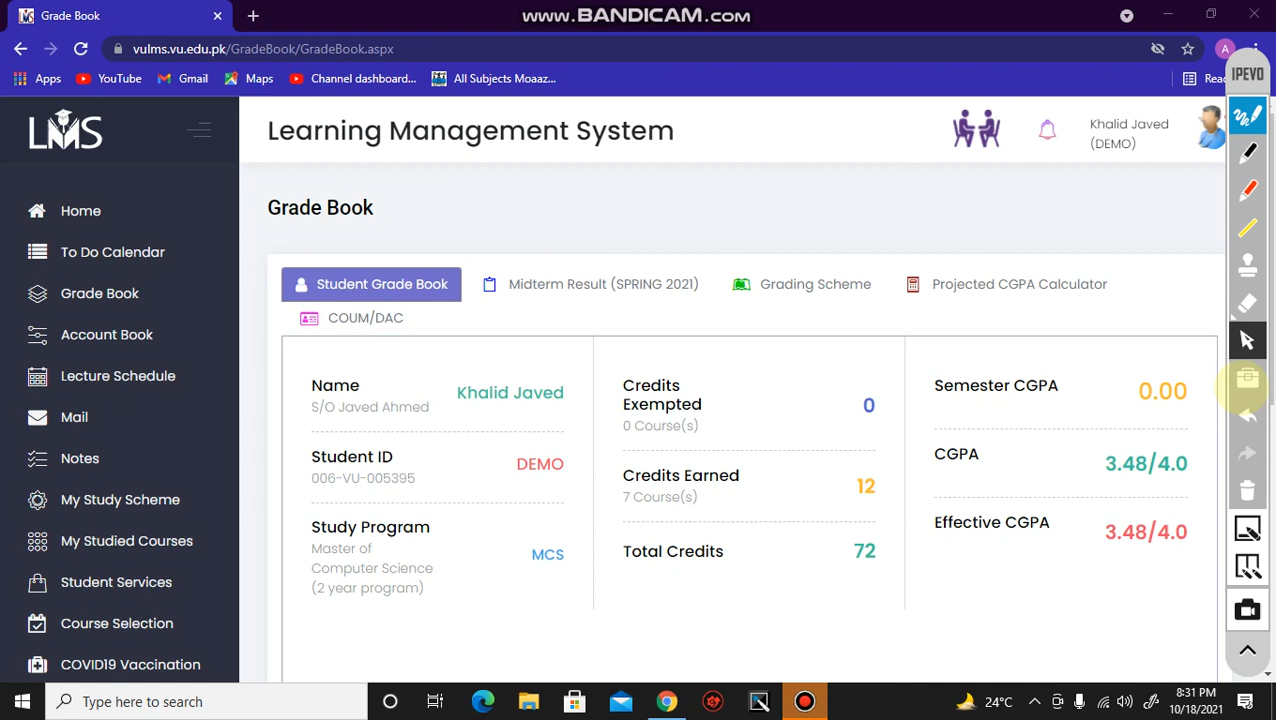 Grade Book
www.BANDICAM.com
vulms.vu.edu.pk/GradeBook/GradeBook.aspx
A
Apps
YouTube
Gmail
Maps
Channel dashboard...
All Subjects Moaaz...
IPEVO
LMS
Learning Management System
Khalid Javed
(DEMO)
Home
To Do Calendar
Grade Book
Account Book
Lecture Schedule
Mail
Notes
My Study Scheme
My Studied Courses
Student Services
Course Selection
COVID19 Vaccination
Grade Book
Student Grade Book
Midterm Result (SPRING 2021)
Grading Scheme
Projected CGPA Calculator
COUM/DAC
Name
S/O Javed Ahmed
Khalid Javed
Student ID
006-VU-005395
DEMO
Study Program
Master of
Computer Science
(2 year program)
MCS
Credits
Exempted
0 Course(s)
0
Credits Earned
7 Course(s)
12
Total Credits
72
Semester CGPA
0.00
CGPA
3.48/4.0
Effective CGPA
3.48/4.0
Type here to search
24°C
8:31 PM
10/18/2021